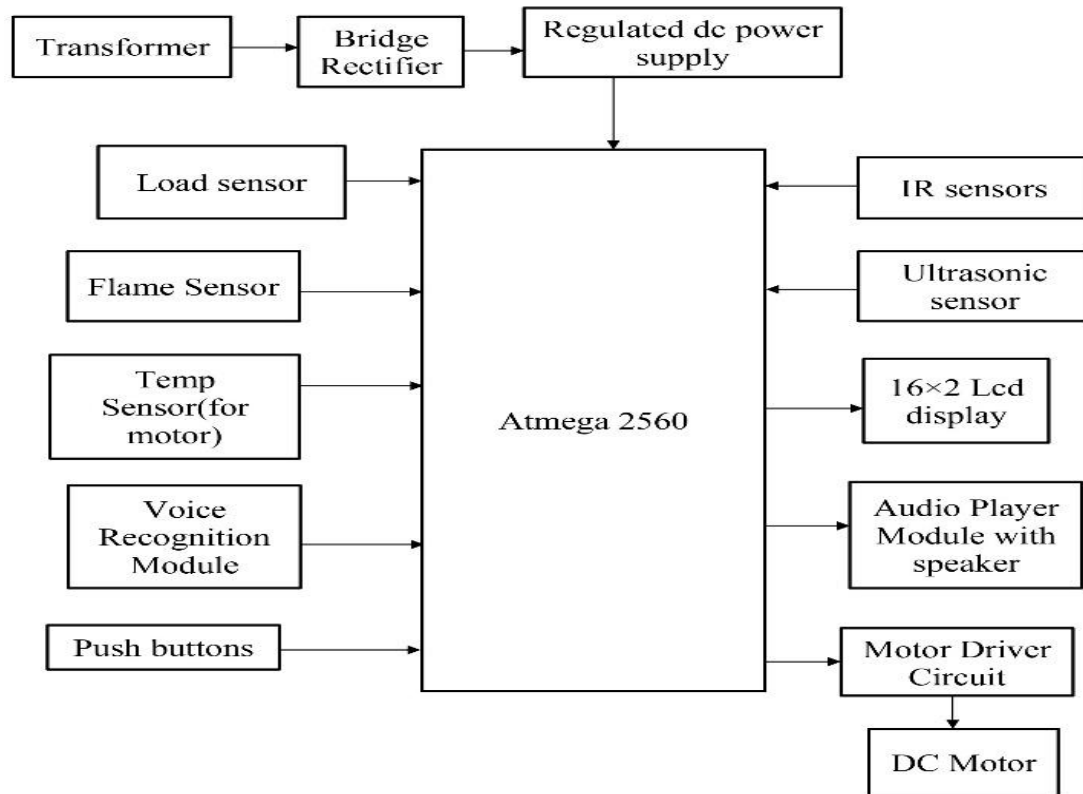 Transformer
Bridge
Rectifier
Regulated dc power
supply
Load sensor
Flame Sensor
Temp
Sensor(for
motor)
Voice
Recognition
Module
Push buttons
Atmega 2560
IR sensors
Ultrasonic
sensor
16×2 Lcd
display
Audio Player
Module with
speaker
Motor Driver
Circuit
DC Motor